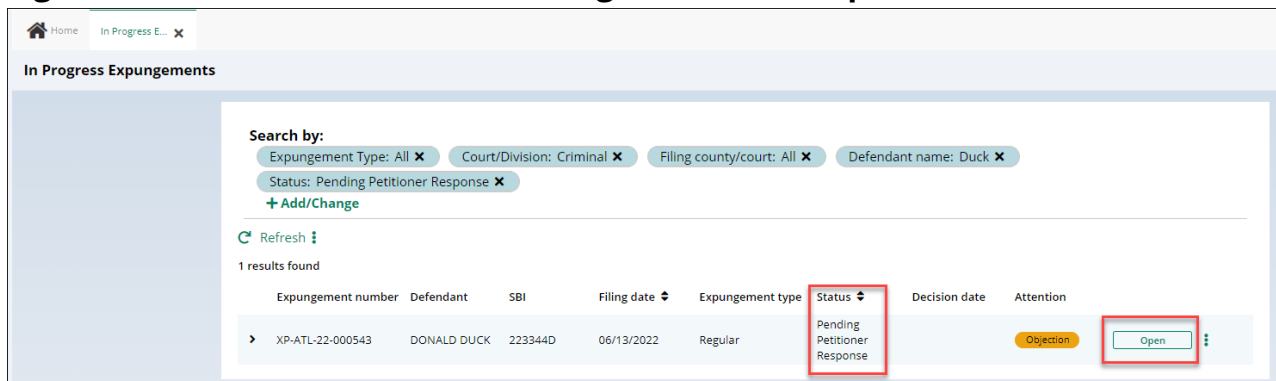 Home In Progress E...
In Progress Expungements
Search by:
Expungement Type: All Court/Division: Criminal Filing county/court: All Defendant name: Duck
Status: Pending Petitioner Response
+ Add/Change
Refresh
1 results found
Expungement number Defendant SBI Filing date Expungement type Status Decision date Attention
XP-ATL-22-000543 DONALD DUCK 223344D 06/13/2022 Regular Pending Petitioner Response Objection Open